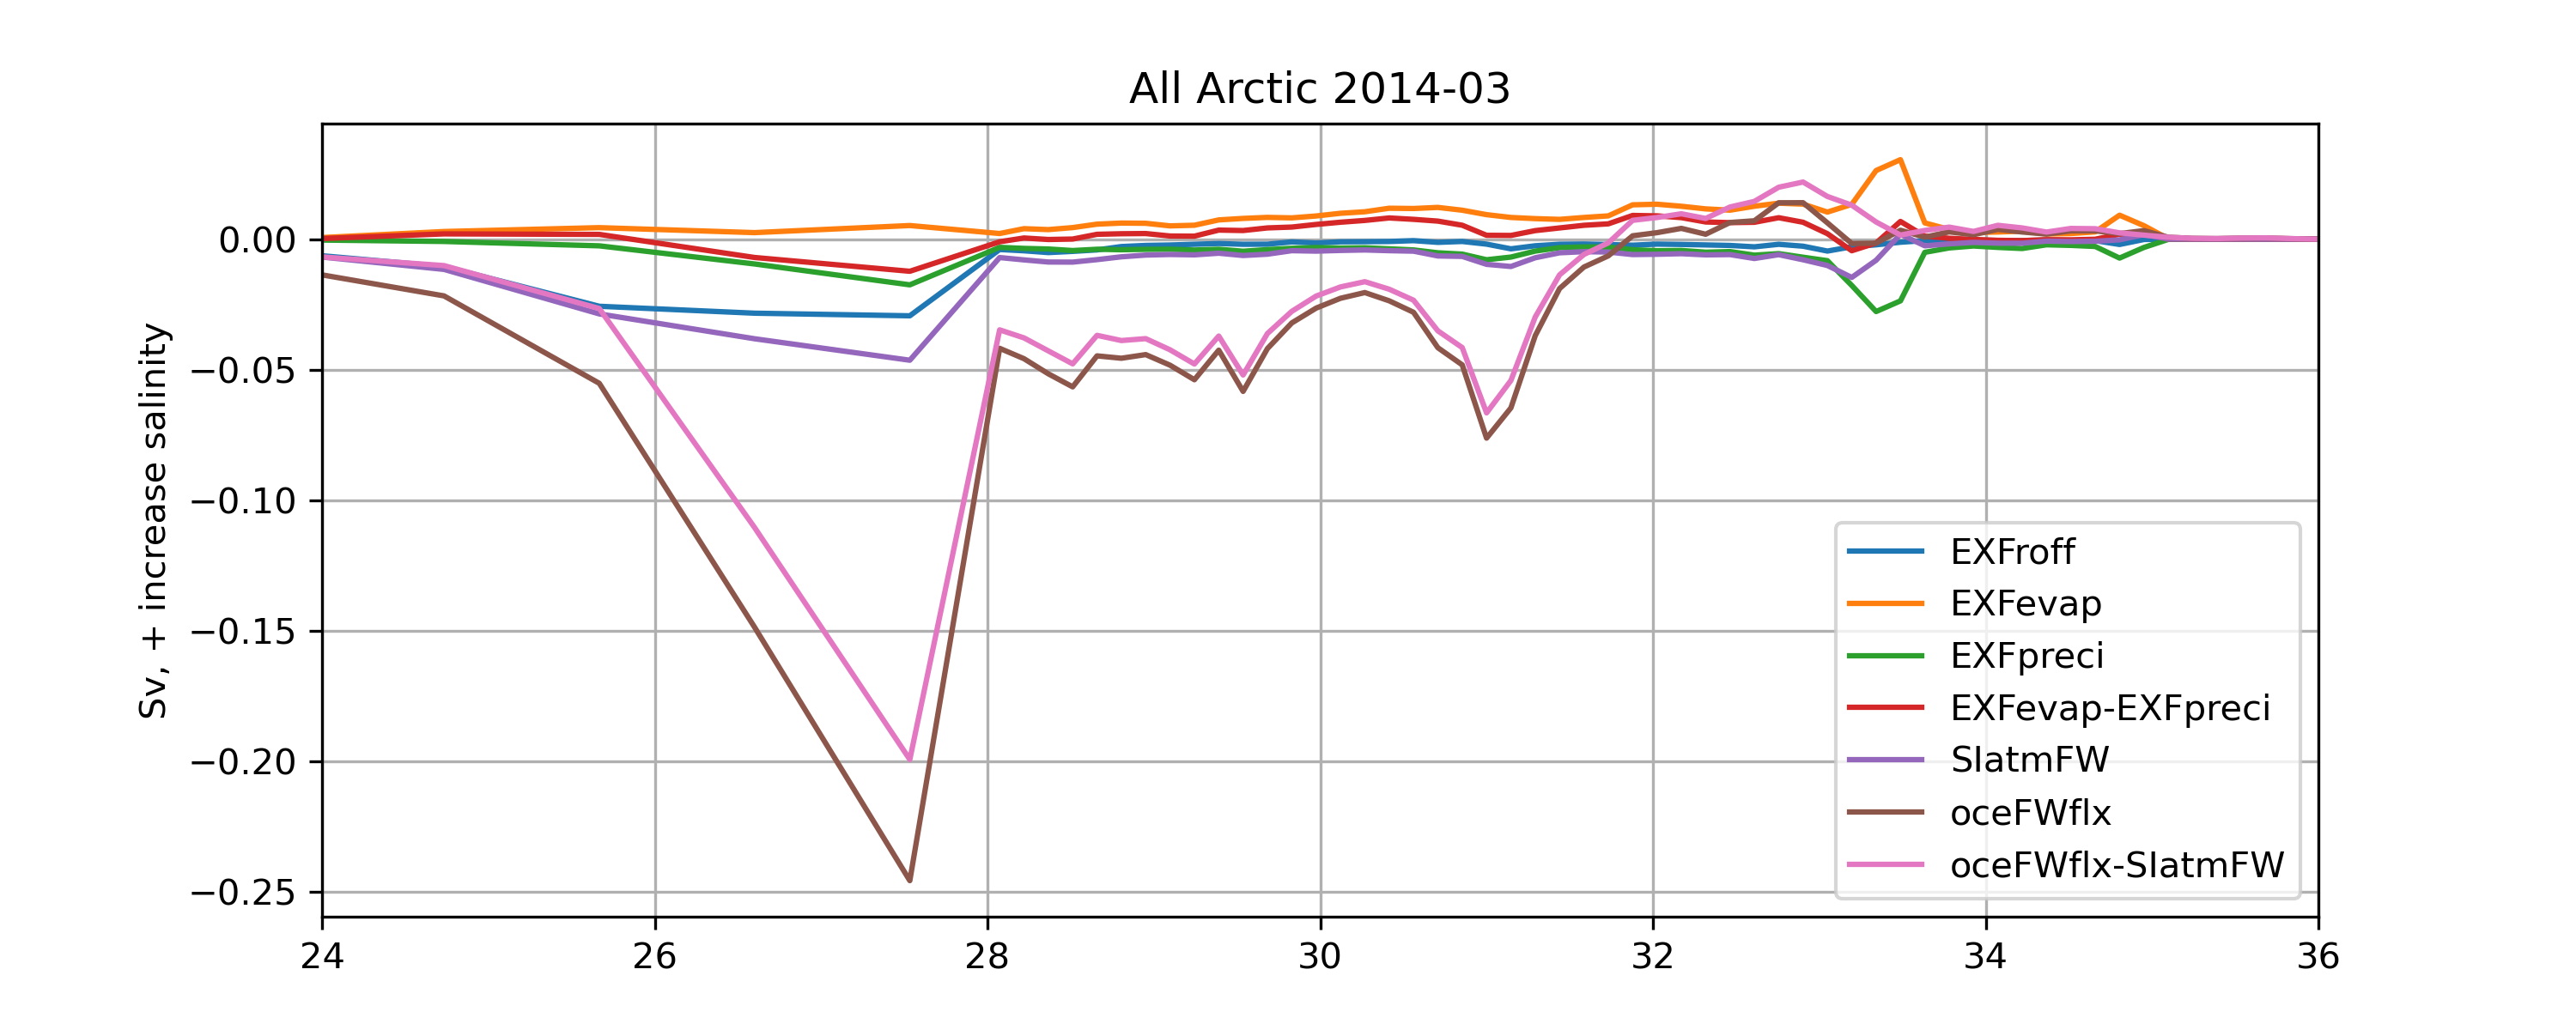 All Arctic 2014-03
Sv, + increase salinity
0.00
−0.05
−0.10
−0.15
−0.20
−0.25
24
26
28
30
32
34
36
EXFroff
EXFevap
EXFpreci
EXFevap-EXFpreci
SIatmFW
oceFWflx
oceFWflx-SIatmFW